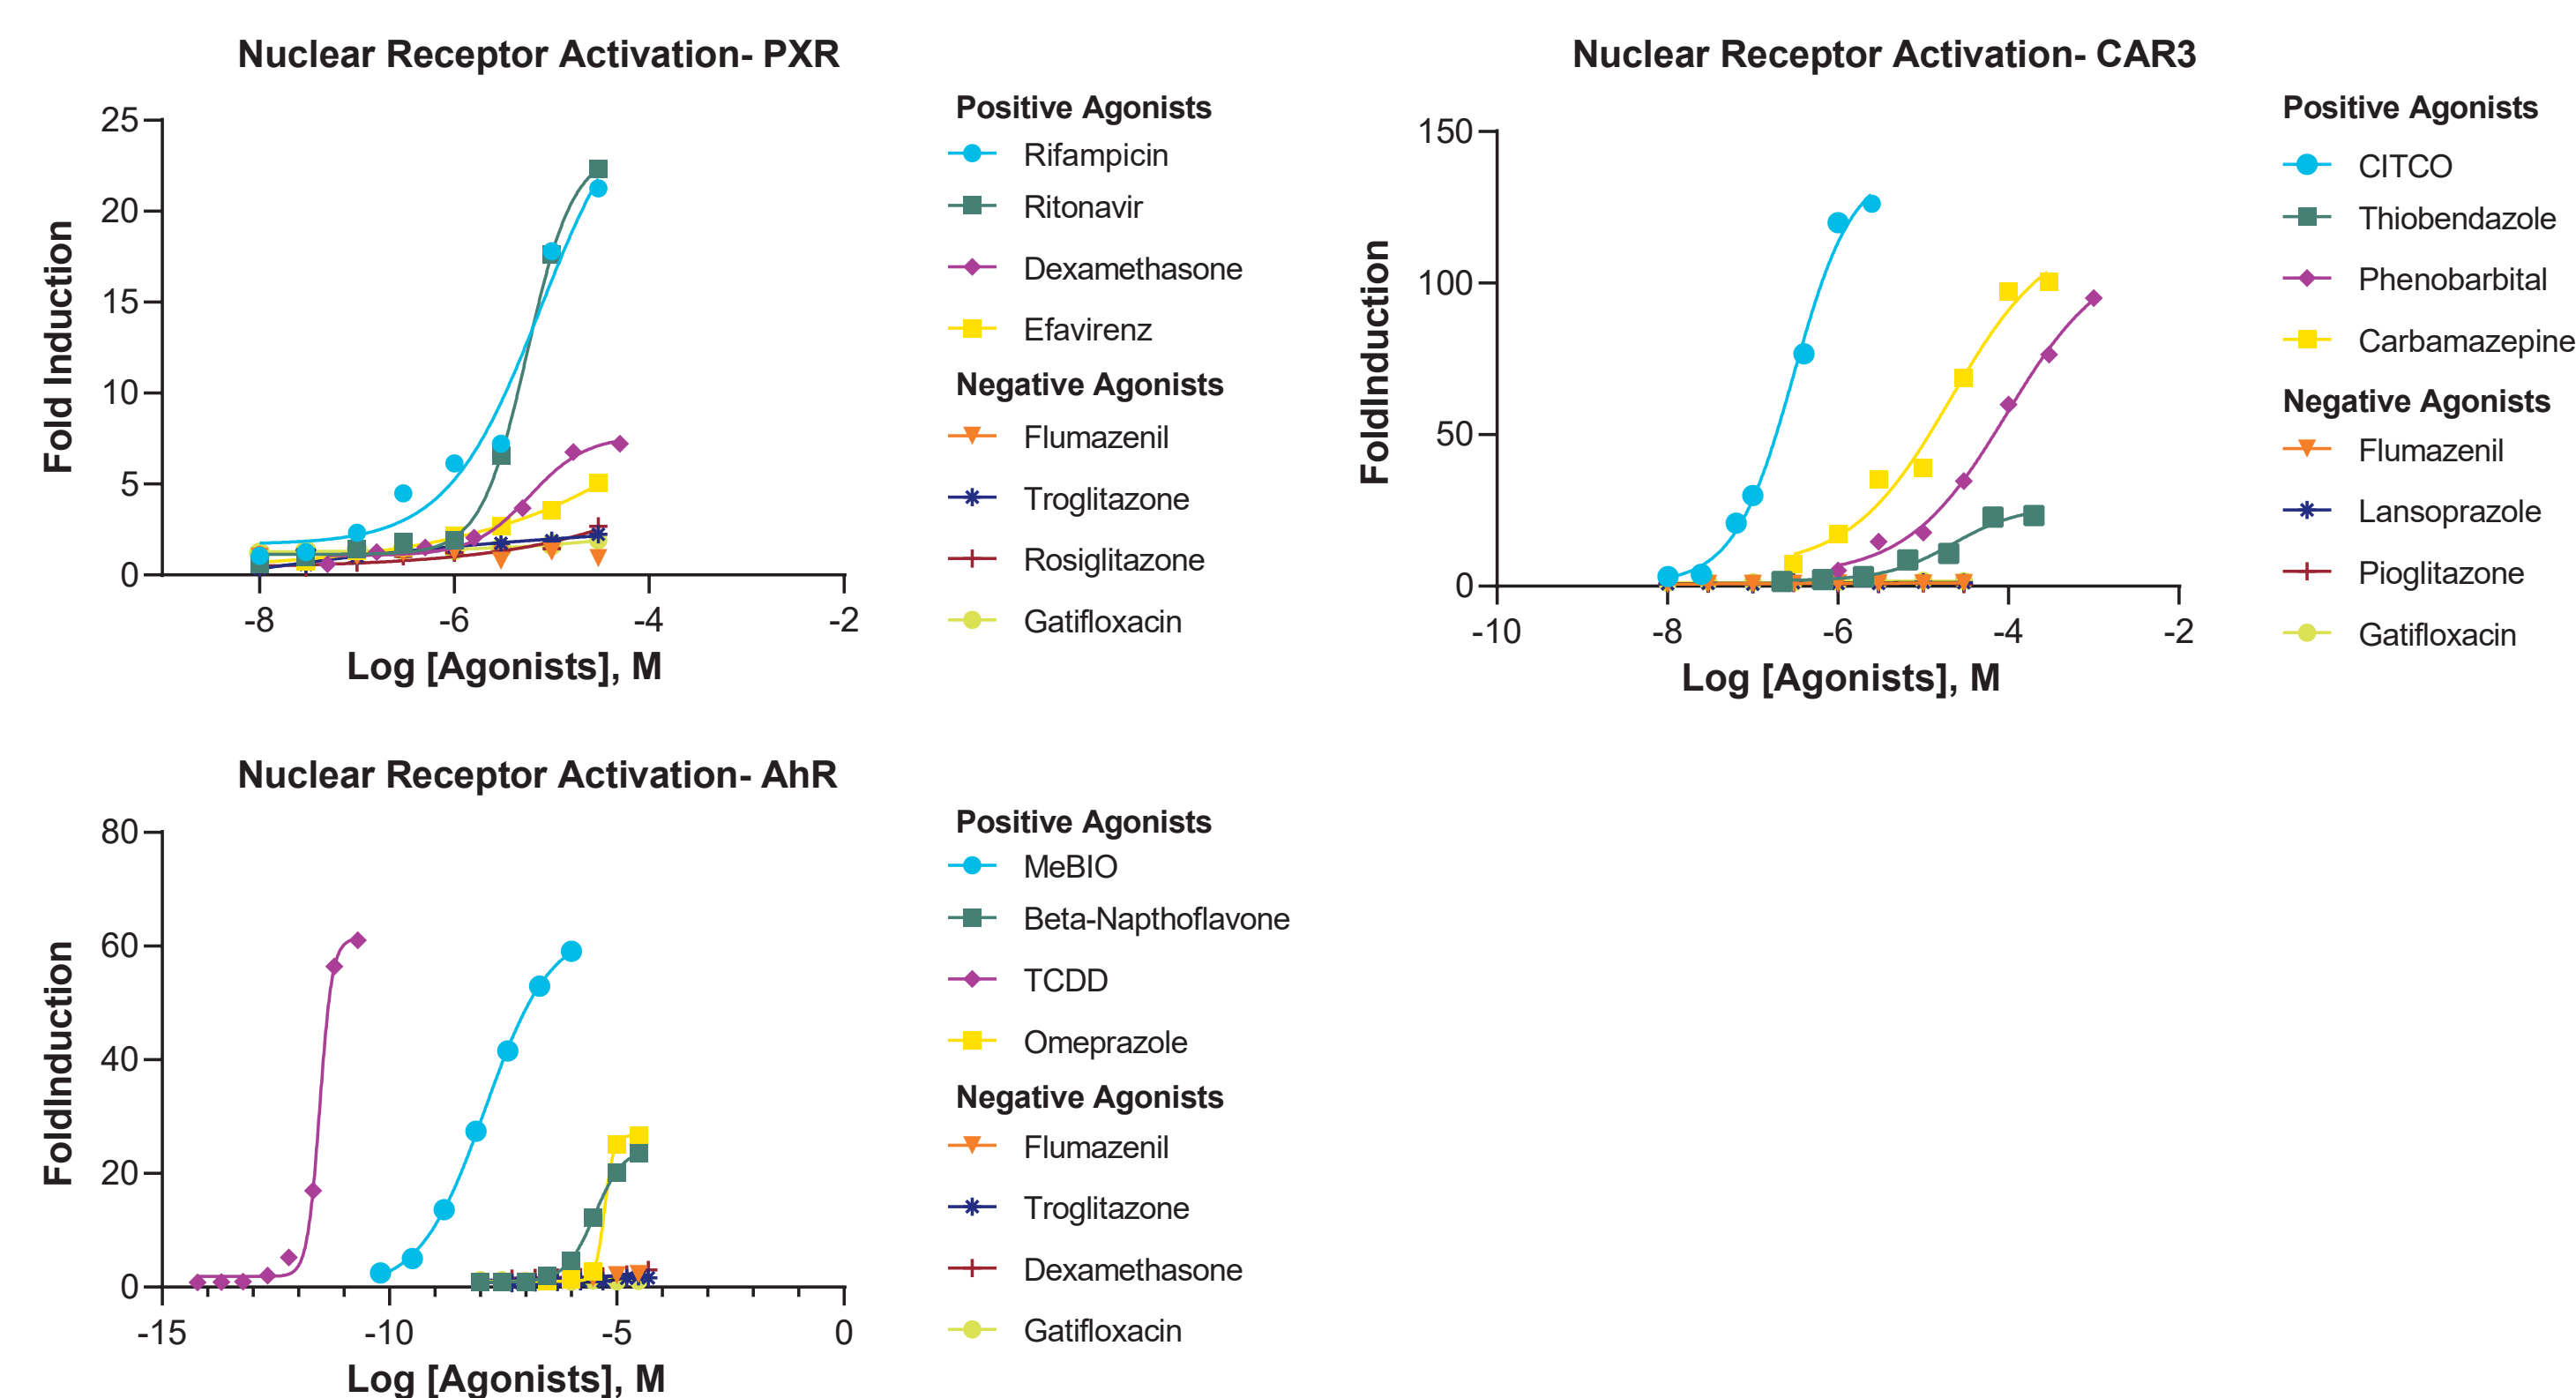 Nuclear Receptor Activation- PXR
25
20
15
10
5
0
-8
-6
-4
-2
Fold Induction
Log [Agonists], M
Positive Agonists
Rifampicin
Ritonavir
Dexamethasone
Efavirenz
Negative Agonists
Flumazenil
Troglitazone
Rosiglitazone
Gatifloxacin
Nuclear Receptor Activation- CAR3
150
100
50
0
-10
-8
-6
-4
-2
FoldInduction
Log [Agonists], M
Positive Agonists
CITCO
Thiobendazole
Phenobarbital
Carbamazepine
Negative Agonists
Flumazenil
Lansoprazole
Pioglitazone
Gatifloxacin
Nuclear Receptor Activation- AhR
80
60
40
20
0
-15
-10
-5
0
FoldInduction
Log [Agonists], M
Positive Agonists
MeBIO
Beta-Napthoflavone
TCDD
Omeprazole
Negative Agonists
Flumazenil
Troglitazone
Dexamethasone
Gatifloxacin